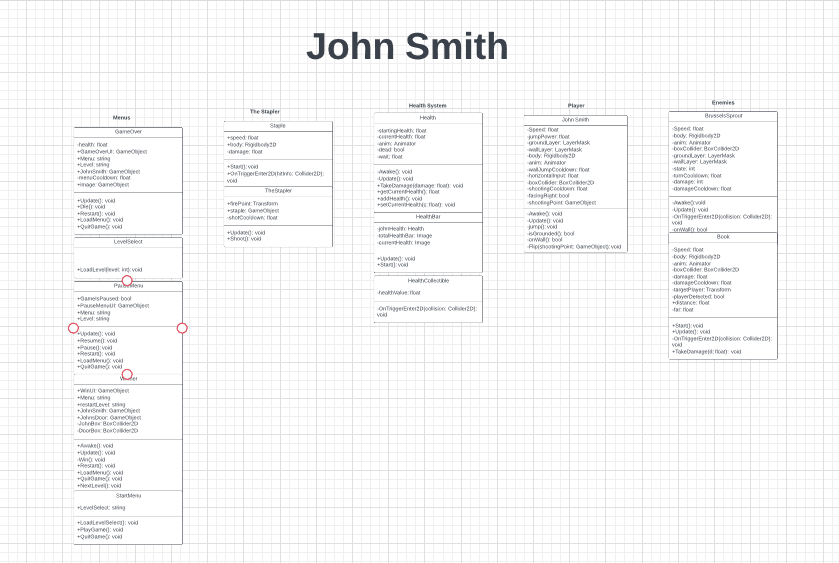 John Smith
Menus
GameOver
-health: float
+GameOverUI: GameObject
+Menu: string
+Level: string
+JohnSmith: GameObject
-menuCooldown: float
+image: GameObject
+Update(): void
+Die(): void
+Restart(): void
+LoadMenu(): void
+QuitGame(): void
LevelSelect
+LoadLevel(level: int): void
PauseMenu
+GameIsPaused: bool
+PauseMenuUI: GameObject
+Menu: string
+Level: string
+Update(): void
+Resume(): void
+Pause(): void
+Restart(): void
+LoadMenu(): void
+QuitGame(): void
+WinUI: GameObject
+Menu: string
+restartLevel: string
+JohnSmith: GameObject
+JohnsDoor: GameObject
-JohnBox: BoxCollider2D
-DoorBox: BoxCollider2D
+Awake(): void
+Update(): void
-Win(): void
+Restart(): void
+LoadMenu(): void
+QuitGame(): void
+NextLevel(): void
StartMenu
+LevelSelect: string
+LoadLevelSelect(): void
+PlayGame(): void
+QuitGame(): void
The Stapler
Staple
+speed: float
+body: Rigidbody2D
-damage: float
+Start(): void
+OnTriggerEnter2D(hitInfo: Collider2D):
void
TheStapler
+firePoint: Transform
+staple: GameObject
-shotCooldown: float
+Update(): void
+Shoot(): void
Health System
Health
-startingHealth: float
-currentHealth: float
-anim: Animator
-dead: bool
-wait: float
-Awake(): void
-Update(): void
+TakeDamage(damage: float): void
+getCurrentHealth(): float
+addHealth(): void
+setCurrentHealth(x: float): void
HealthBar
-johnHealth: Health
-totalHealthBar: Image
-currentHealth: Image
+Update(): void
+Start(): void
HealthCollectible
-healthValue: float
-OnTriggerEnter2D(collision: Collider2D):
void
Player
John Smith
-Speed: float
-jumpPower: float
-groundLayer: LayerMask
-wallLayer: LayerMask
-body: Rigidbody2D
-anim: Animator
-wallJumpCooldown: float
-horizontalInput: float
-boxCollider: BoxCollider2D
-shootingCooldown: float
-facingRight: bool
-shootingPoint: GameObject
-Awake(): void
-Update(): void
-jump(): void
-isGrounded(): bool
-onWall(): bool
-Flip(shootingPoint: GameObject): void
Enemies
BrusselsSprout
-Speed: float
-body: Rigidbody2D
-anim: Animator
-boxCollider: BoxCollider2D
-groundLayer: LayerMask
-wallLayer: LayerMask
-state: int
-turnCooldown: float
-damage: int
-damageCooldown: float
-Awake():void
-Update(): void
-OnTriggerEnter2D(collision: Collider2D):
void
-onWall(): bool
Book
-Speed: float
-body: Rigidbody2D
-anim: Animator
-boxCollider: BoxCollider2D
-damage: float
-damageCooldown: float
-targetPlayer: Transform
-playerDetected: bool
+distance: float
-far: float
+Start(): void
+Update(): void
-OnTriggerEnter2D(collision: Collider2D):
void
+TakeDamage(d: float): void